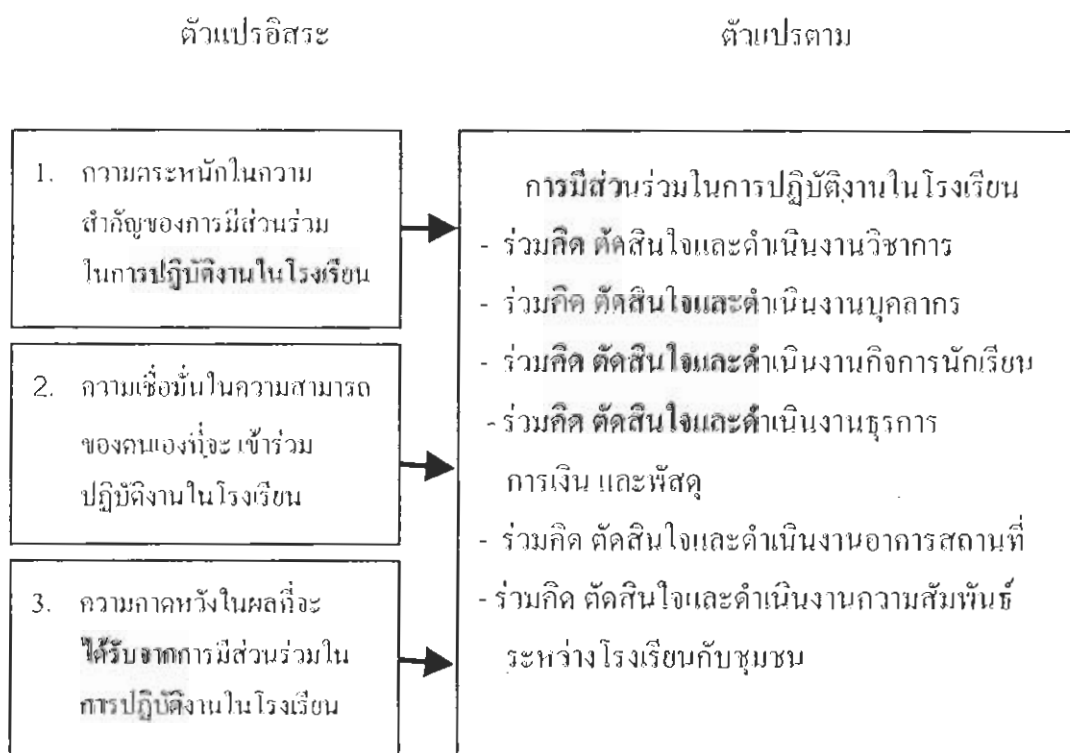 ตัวแปรอิสระ
ตัวแปรตาม
1. ความตระหนักในความ
สำคัญของการมีส่วนร่วม
ในการปฏิบัติงานในโรงเรียน
2. ความเชื่อมั่นในความสามารถ
ของตนเองที่จะ เข้าร่วม
ปฏิบัติงานในโรงเรียน
3. ความคาดหวังในผลที่จะ
ได้รับจากการมีส่วนร่วมใน
การปฏิบัติงานในโรงเรียน
การมีส่วนร่วมในการปฏิบัติงานในโรงเรียน
- ร่วมคิด ตัดสินใจและดำเนินงานวิชาการ
- ร่วมคิด ตัดสินใจและดำเนินงานบุคลากร
- ร่วมคิด ตัดสินใจและดำเนินงานกิจการนักเรียน
- ร่วมคิด ตัดสินใจและดำเนินงานธุรการ
การเงิน และพัสดุ
- ร่วมคิด ตัดสินใจและดำเนินงานอาคารสถานที่
- ร่วมคิด ตัดสินใจและดำเนินงานความสัมพันธ์
ระหว่างโรงเรียนกับชุมชน